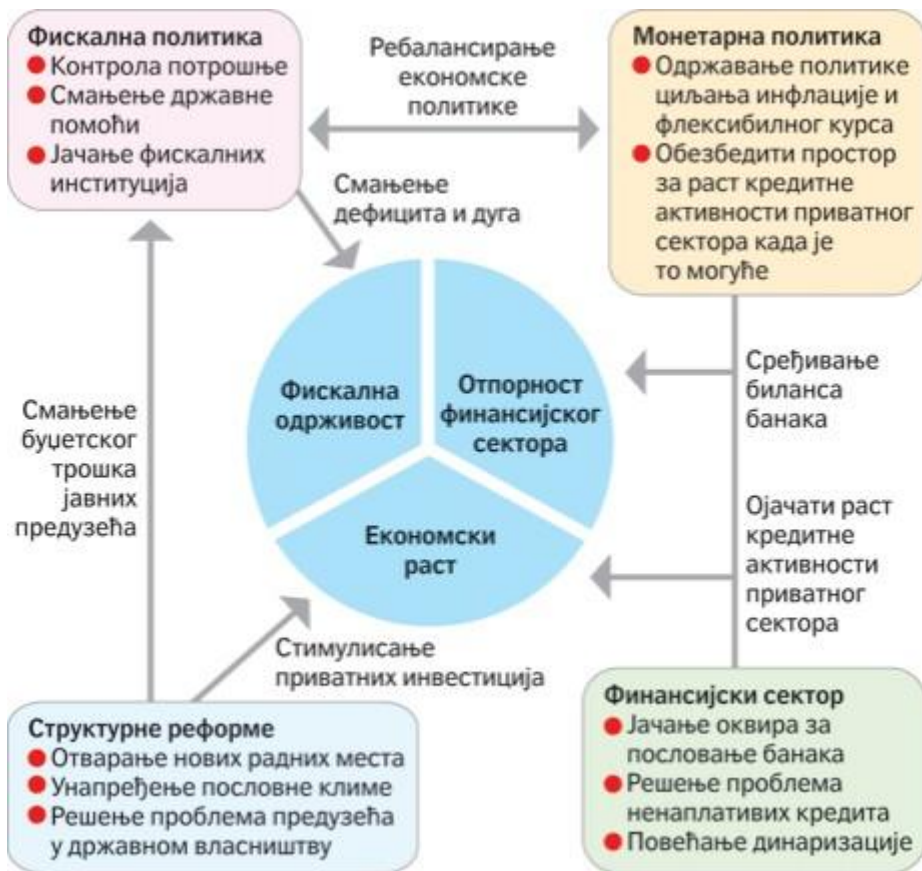 Фискална политика
Контрола потрошње
Смањење државне
помоћи
Јачање фискалних
институција
Ребалансирање
економске
политике
Монетарна политика
Одржавање политике
циљања инфлације и
флексибилног курса
Обезбедити простор
за раст кредитне
активности приватног
сектора када је
то могуће
Смањење
дефицита и дуга
Фискална
одрживост
Отпорност
финансијског
сектора
Економски
раст
Сређивање
биланса
банака
Смањење
буџетског
трошка
јавних
предузећа
Ојачати раст
кредитне
активности
приватног
сектора
Стимулисање
приватних инвестиција
Структурне реформе
Отварање нових радних места
Унапређење пословне климе
Решење проблема предузећа
у државном власништву
Финансијски сектор
Јачање оквира за
пословање банака
Решење проблема
ненаплативих кредита
Повећање динаризације